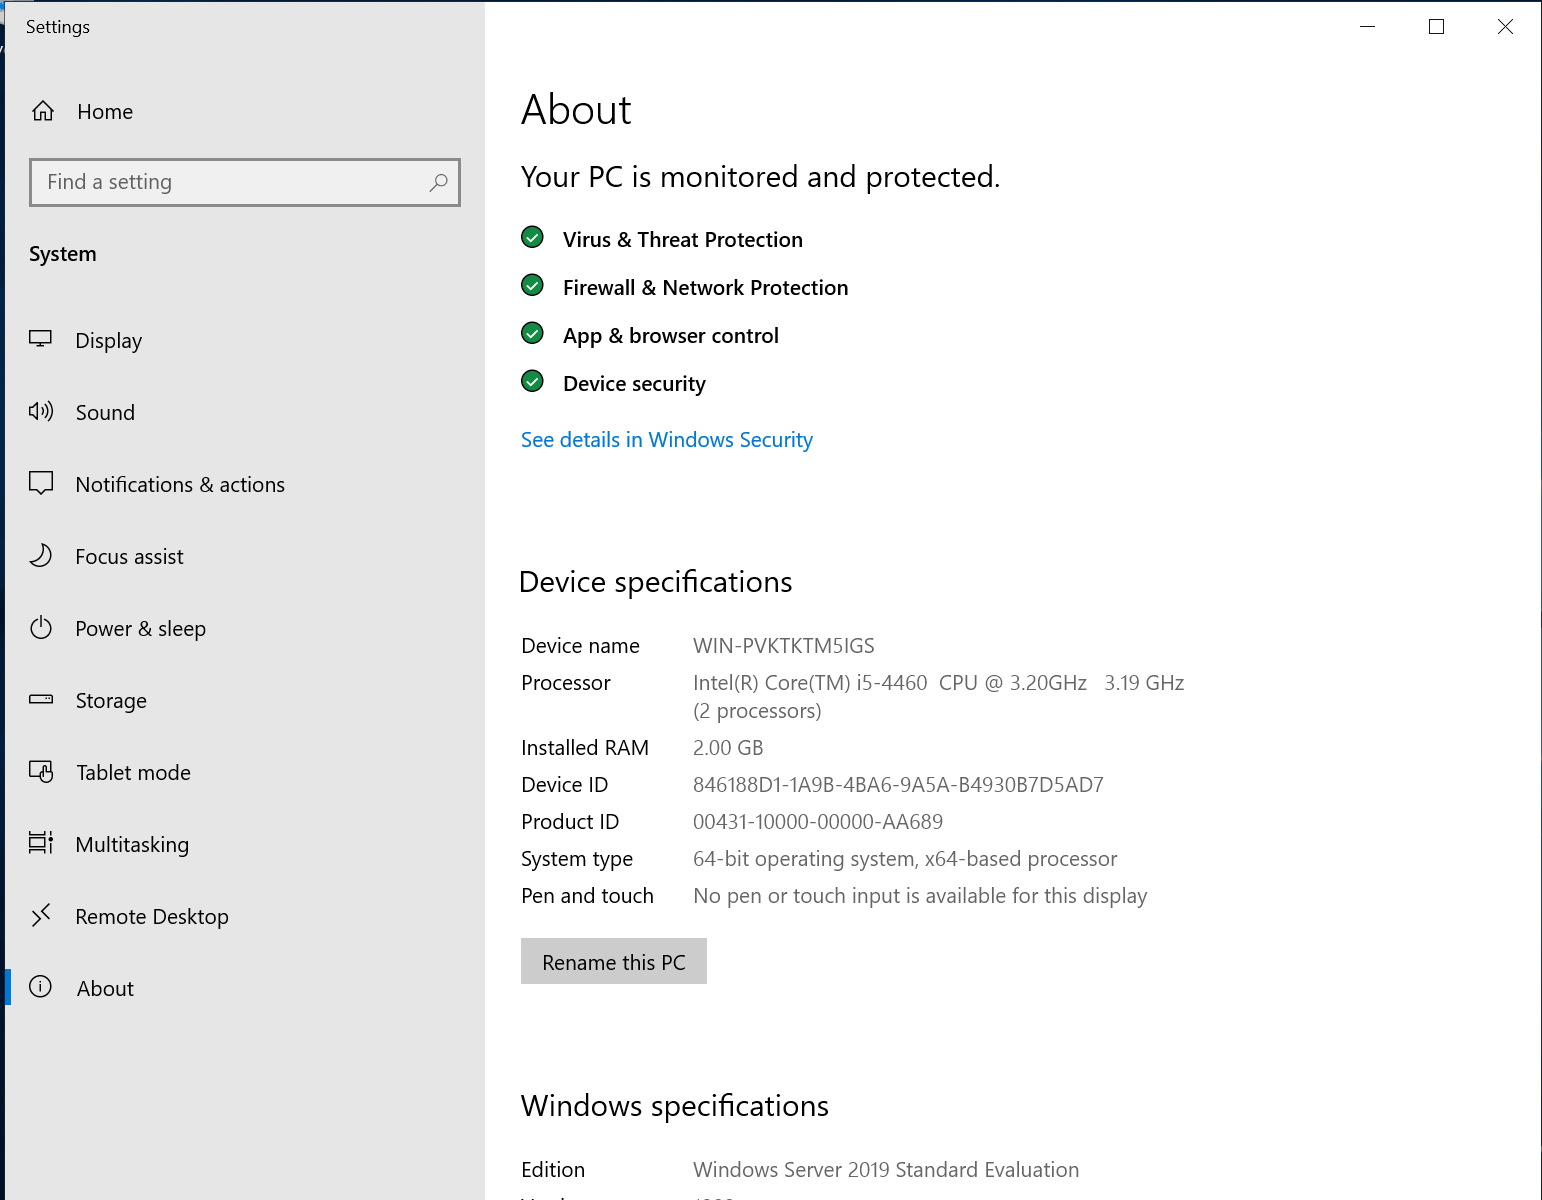 Settings
Home
Find a setting
System
Display
Sound
Notifications & actions
Focus assist
Power & sleep
Storage
Tablet mode
Multitasking
Remote Desktop
About
About
Your PC is monitored and protected.
Virus & Threat Protection
Firewall & Network Protection
App & browser control
Device security
See details in Windows Security
Device specifications
Device name WIN-PVKTKTM5IGS
Processor Intel(R) Core(TM) i5-4460 CPU @ 3.20GHz 3.19 GHz
(2 processors)
Installed RAM 2.00 GB
Device ID 846188D1-1A9B-4BA6-9A5A-B4930B7D5AD7
Product ID 00431-10000-00000-AA689
System type 64-bit operating system, x64-based processor
Pen and touch No pen or touch input is available for this display
Rename this PC
Windows specifications
Edition Windows Server 2019 Standard Evaluation